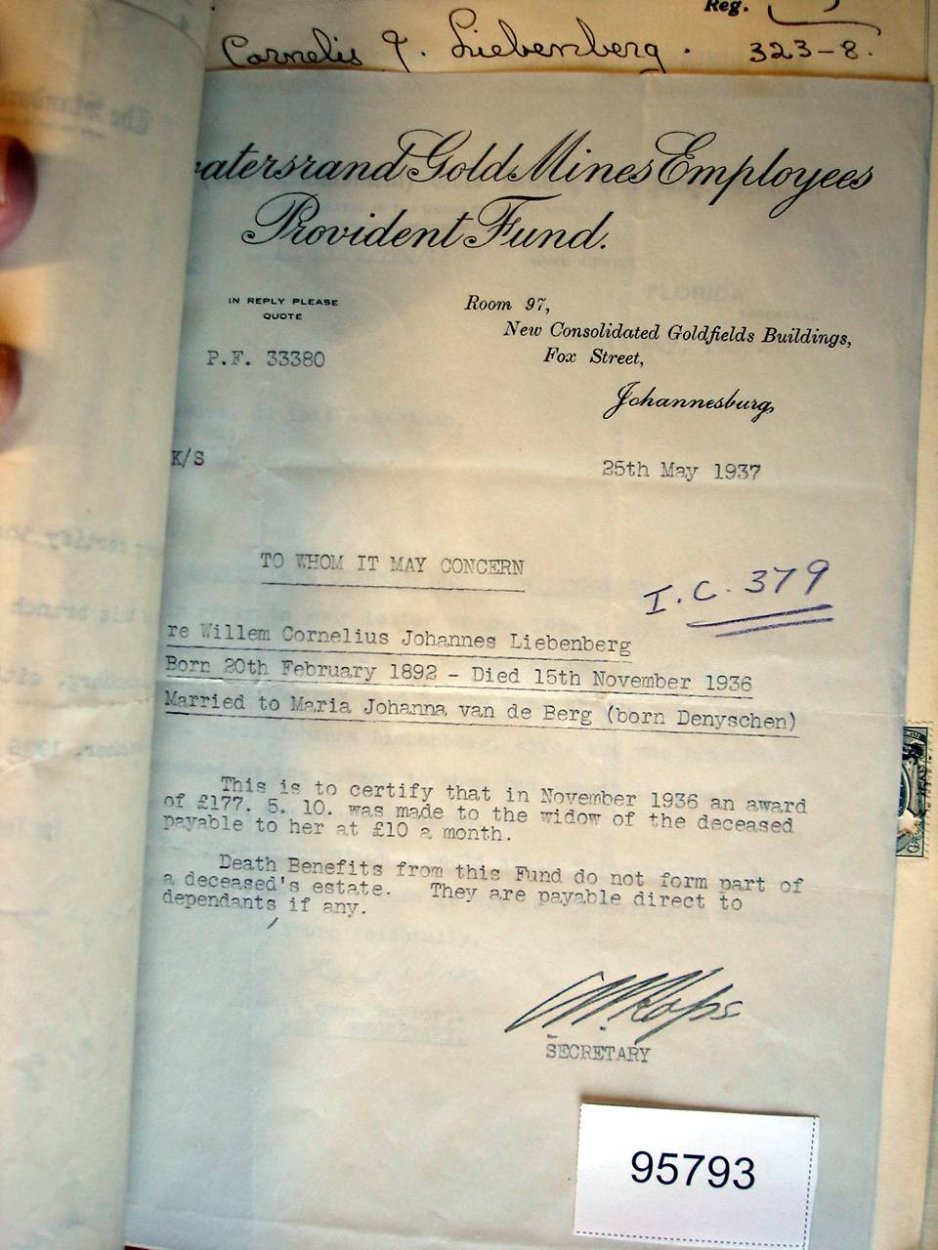 Reg.
Cornelis J. Liebenberg. 323-8.
watersrand Gold Mines Employees
Provident Fund.
IN REPLY PLEASE
QUOTE
P.F. 33380
Room 97,
New Consolidated Goldfields Buildings,
Fox Street,
Johannesburg,
K/S
25th May 1937
TO WHOM IT MAY CONCERN
I.C. 379
re Willem Cornelius Johannes Liebenberg
Born 20th February 1892 - Died 15th November 1936
Married to Maria Johanna van de Berg (born Denyschen)
This is to certify that in November 1936 an award
of £177. 5. 10. was made to the widow of the deceased
payable to her at £10 a month.
Death Benefits from this Fund do not form part of
a deceased's estate. They are payable direct to
dependants, if any.
SECRETARY
95793